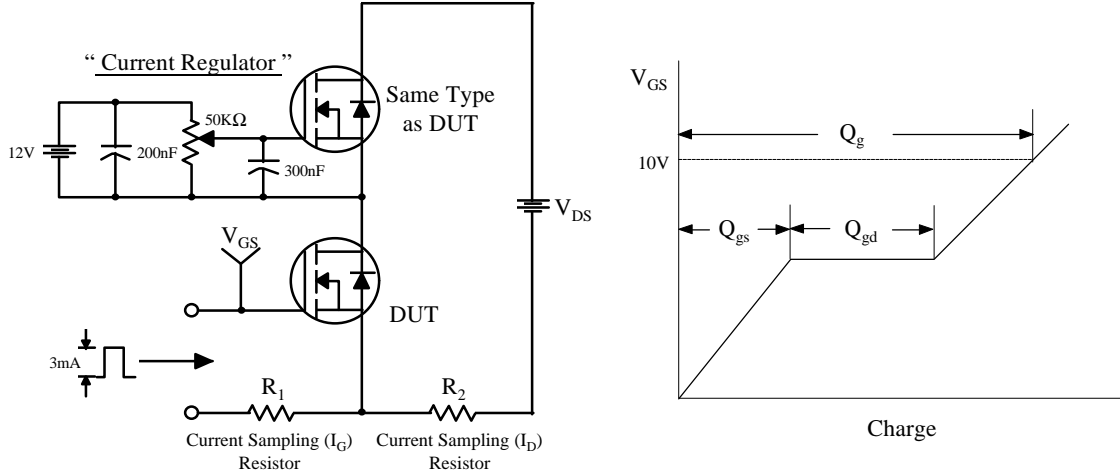 “ Current Regulator ”
Same Type
as DUT
50KΩ
12V
200nF
300nF
V_DS
V_GS
DUT
3mA
R_1
R_2
Current Sampling (I_G)
Resistor
Current Sampling (I_D)
Resistor
V_GS
Q_g
10V
Q_gs
Q_gd
Charge